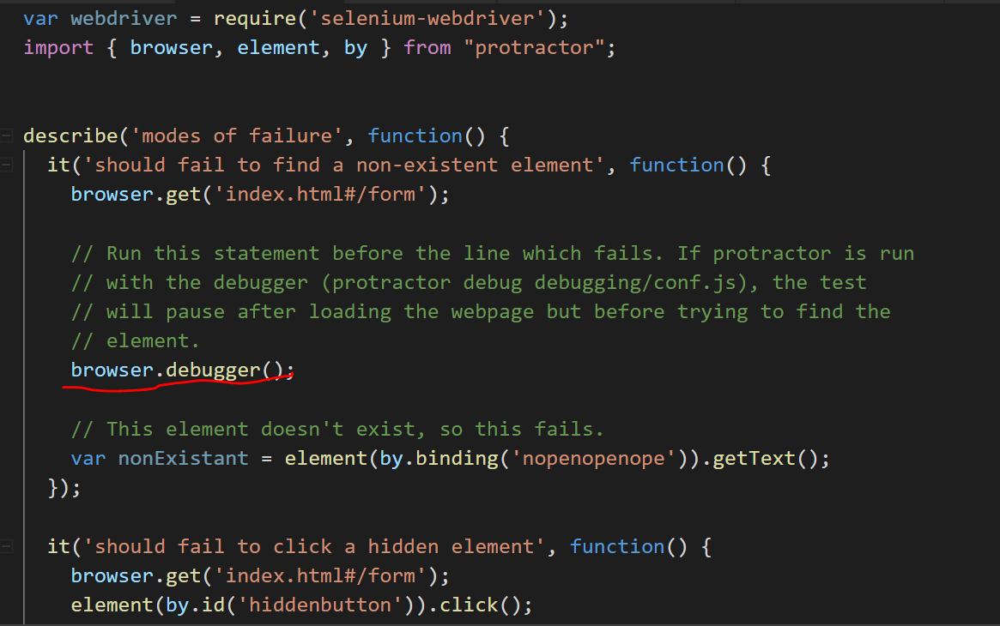 var webdriver = require('selenium-webdriver');
import { browser, element, by } from "protractor";
describe('modes of failure', function() {
it('should fail to find a non-existent element', function() {
browser.get('index.html#/form');
// Run this statement before the line which fails. If protractor is run
// with the debugger (protractor debug debugging/conf.js), the test
// will pause after loading the webpage but before trying to find the
// element.
browser.debugger();
// This element doesn't exist, so this fails.
var nonExistant = element(by.binding('nopenopenope')).getText();
});
it('should fail to click a hidden element', function() {
browser.get('index.html#/form');
element(by.id('hiddenbutton')).click();